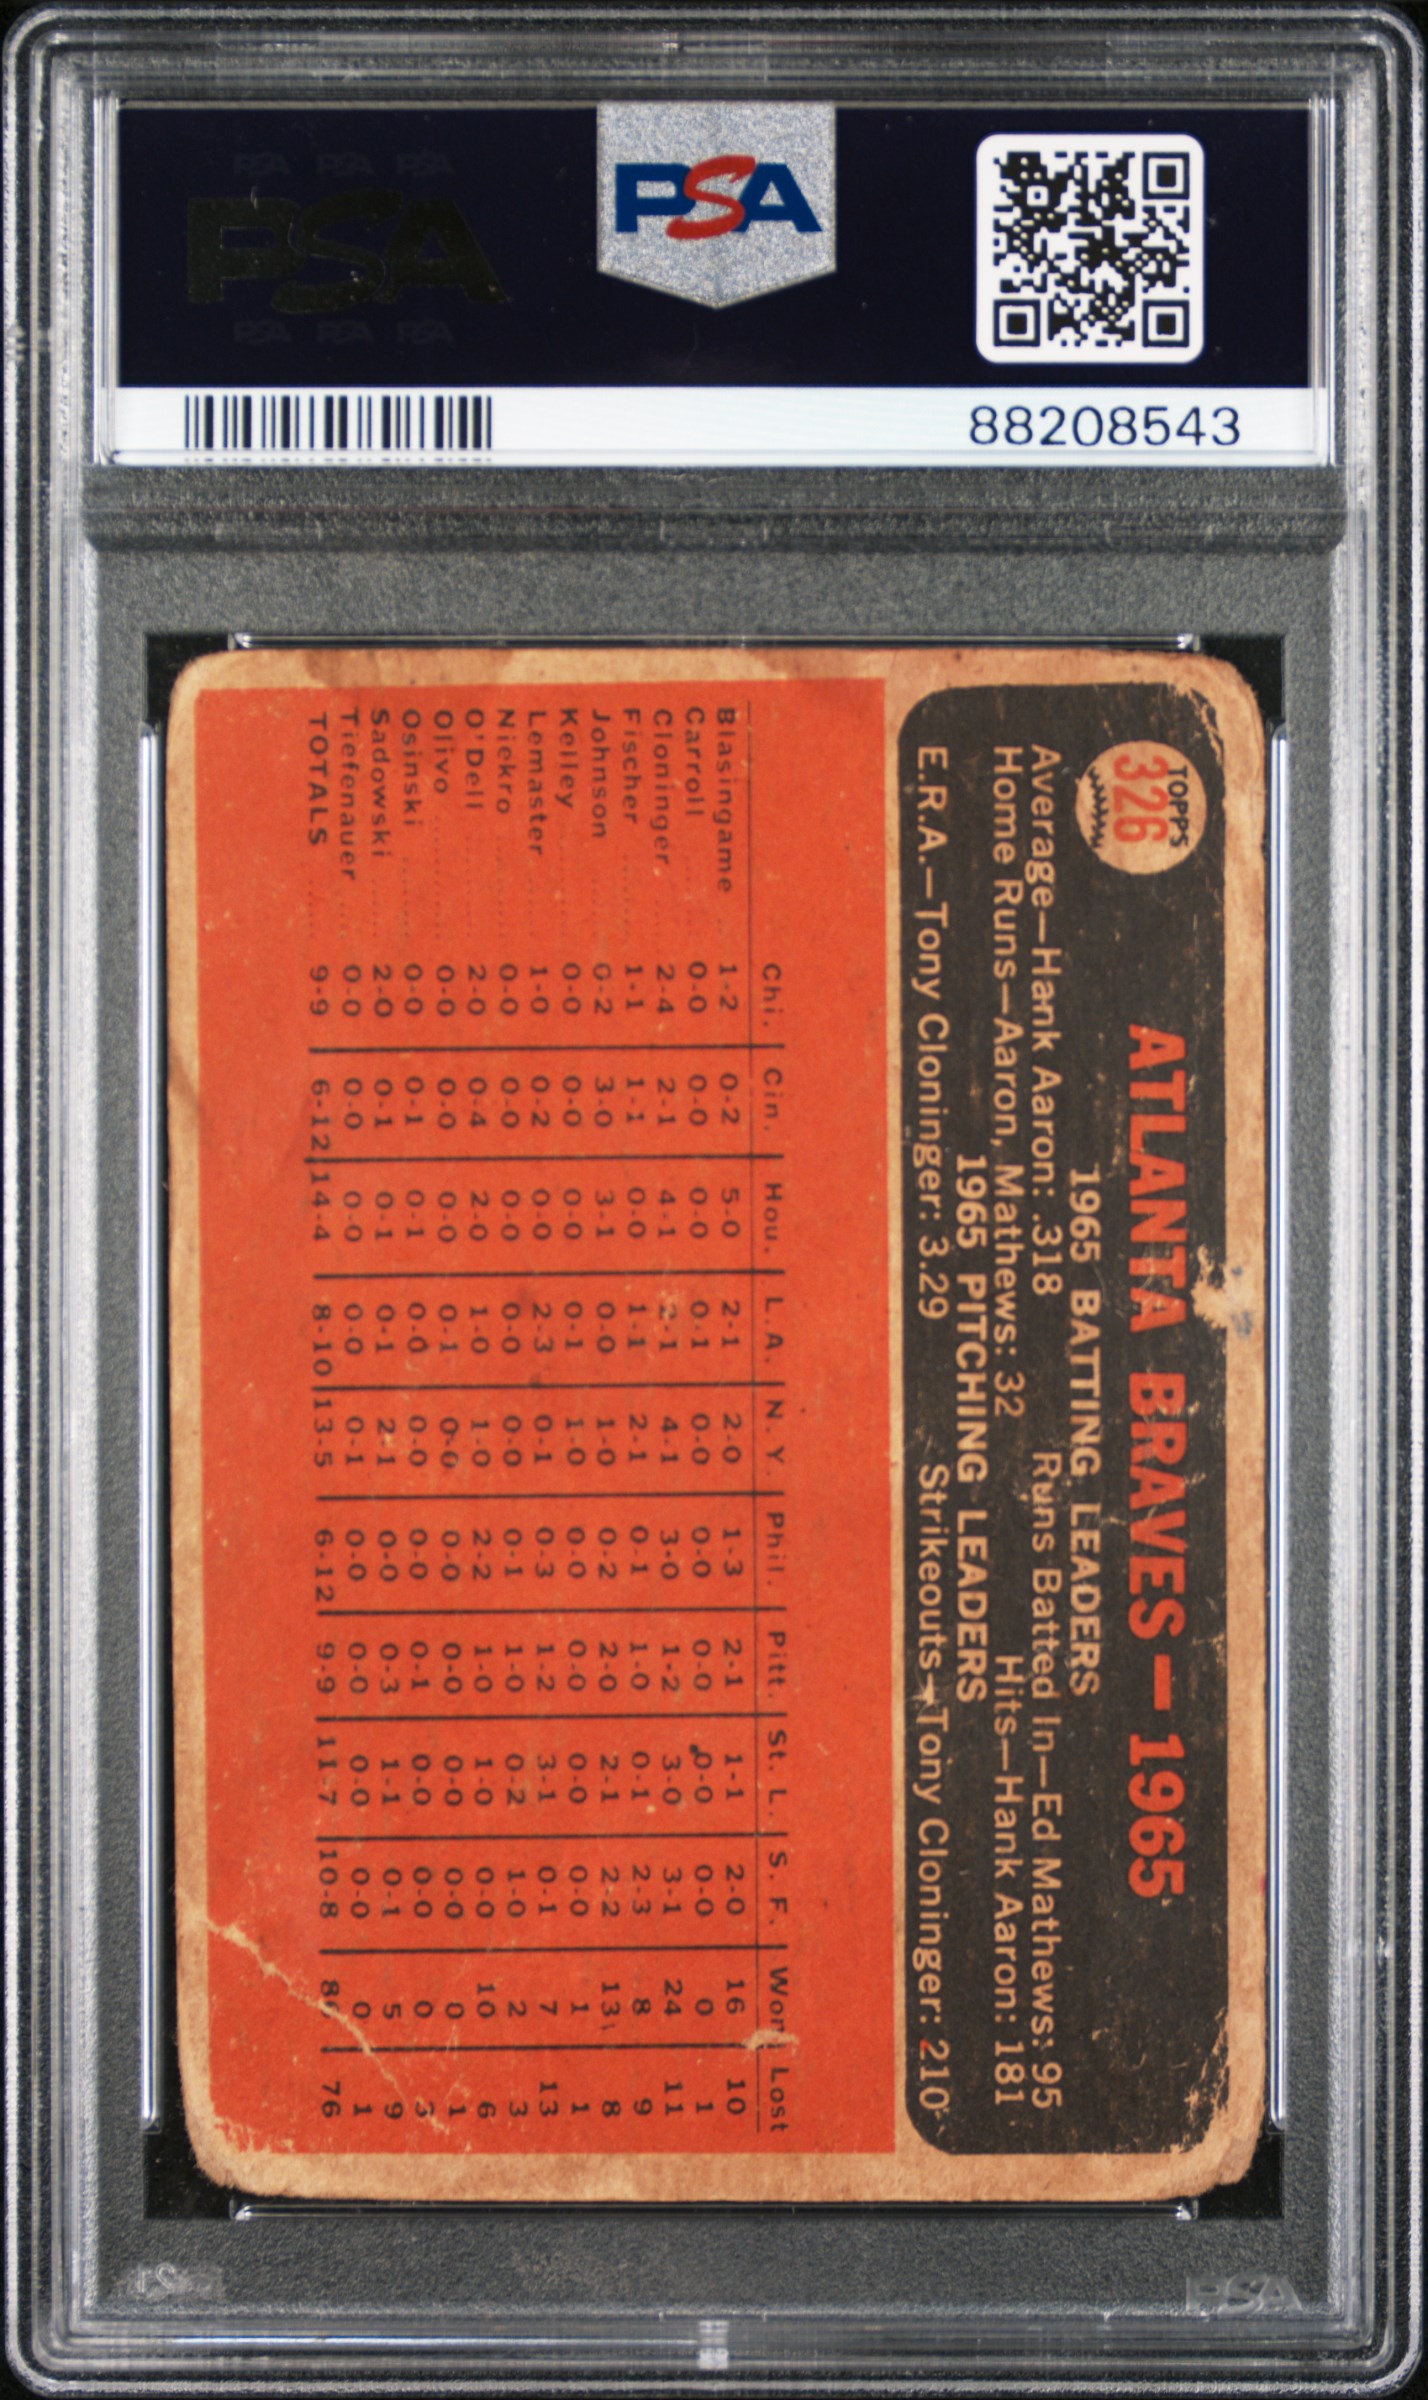 PSA
PSA PSA PSA
PSA
PSA PSA PSA
88208543
TOPPS
326
ATLANTA BRAVES — 1965
1965 BATTING LEADERS
Average—Hank Aaron: .318 Runs Batted In—Ed Mathews: 95
Home Runs—Aaron, Mathews: 32 Hits—Hank Aaron: 181
1965 PITCHING LEADERS
E.R.A.—Tony Cloninger: 3.29 Strikeouts—Tony Cloninger: 210
Chi. Cin. Hou. L.A. N.Y. Phil. Pitt. St.L. S.F. Won Lost
Blasingame 1-2 0-2 5-0 2-1 2-0 1-3 2-1 1-1 2-0 16 10
Carroll 0-0 0-0 0-0 0-1 0-0 0-0 0-0 0-0 0-0 0 1
Cloninger 2-4 2-1 4-1 2-1 4-1 3-0 1-2 3-0 3-1 24 11
Fischer 1-1 1-1 0-0 1-1 2-1 0-1 1-0 0-1 2-3 8 9
Johnson 0-2 3-0 3-1 0-0 1-0 0-2 2-0 2-1 2-2 13 8
Kelley 0-0 0-0 0-0 0-1 1-0 0-0 0-0 0-0 0-0 1 1
Lemaster 1-0 0-2 0-0 2-3 0-1 0-3 1-2 3-1 0-1 7 13
Niekro 0-0 0-0 0-0 0-0 0-0 0-1 1-0 0-2 1-0 2 3
O'Dell 2-0 0-4 2-0 1-0 1-0 2-2 1-0 1-0 0-0 10 6
Olivo 0-0 0-0 0-0 0-1 0-0 0-0 0-0 0-0 0-0 0 1
Osinski 0-0 0-1 0-1 0-0 0-0 0-0 0-1 0-0 0-0 0 3
Sadowski 2-0 0-1 0-1 0-1 2-1 0-0 0-3 1-1 0-1 5 9
Tiefenauer 0-0 0-0 0-0 0-0 0-1 0-0 0-0 0-0 0-0 0 1
TOTALS 9-9 6-12 14-4 8-10 13-5 6-12 9-9 11-7 10-8 86 76
PSA